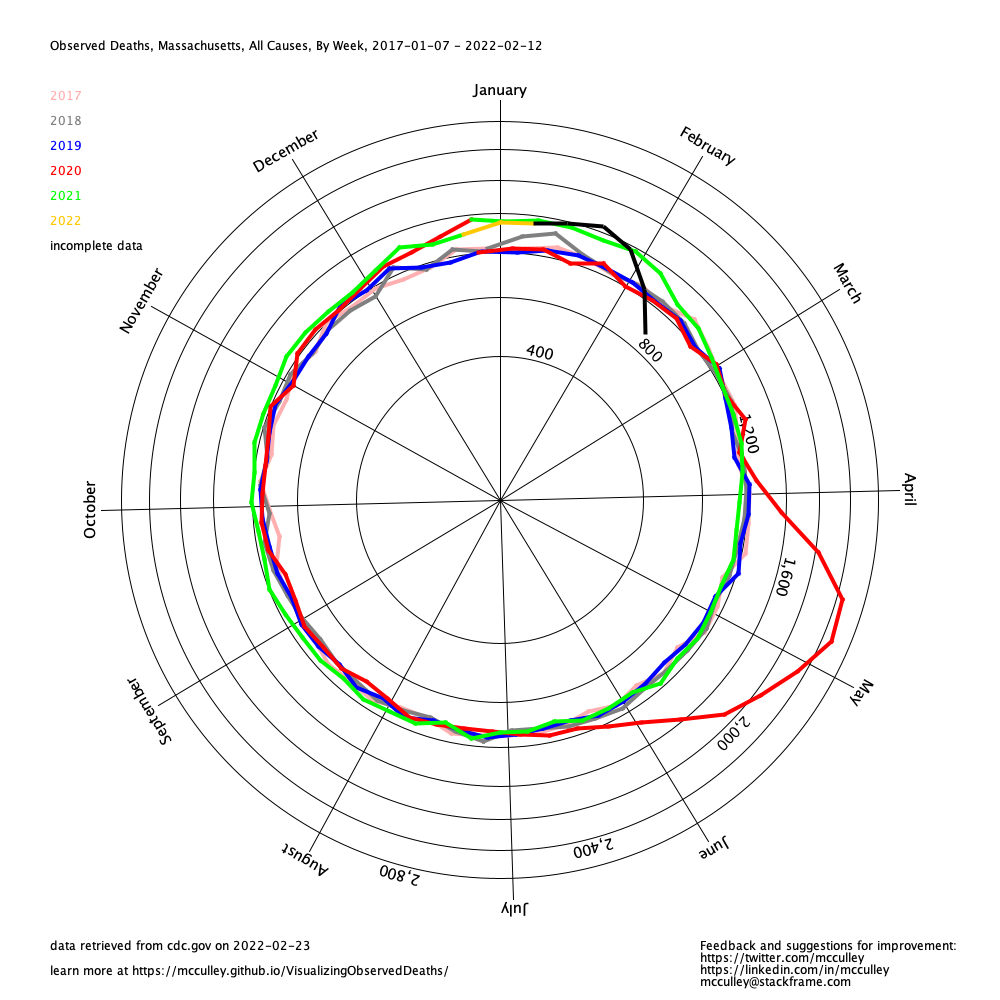 Observed Deaths, Massachusetts, All Causes, By Week, 2017-01-07 - 2022-02-12
2017
2018
2019
2020
2021
2022
incomplete data
January
February
March
April
May
June
July
August
September
October
November
December
400
800
1,200
1,600
2,000
2,400
2,800
data retrieved from cdc.gov on 2022-02-23
learn more at https://mcculley.github.io/VisualizingObservedDeaths/
Feedback and suggestions for improvement:
https://twitter.com/mcculley
https://linkedin.com/in/mcculley
mcculley@stackframe.com